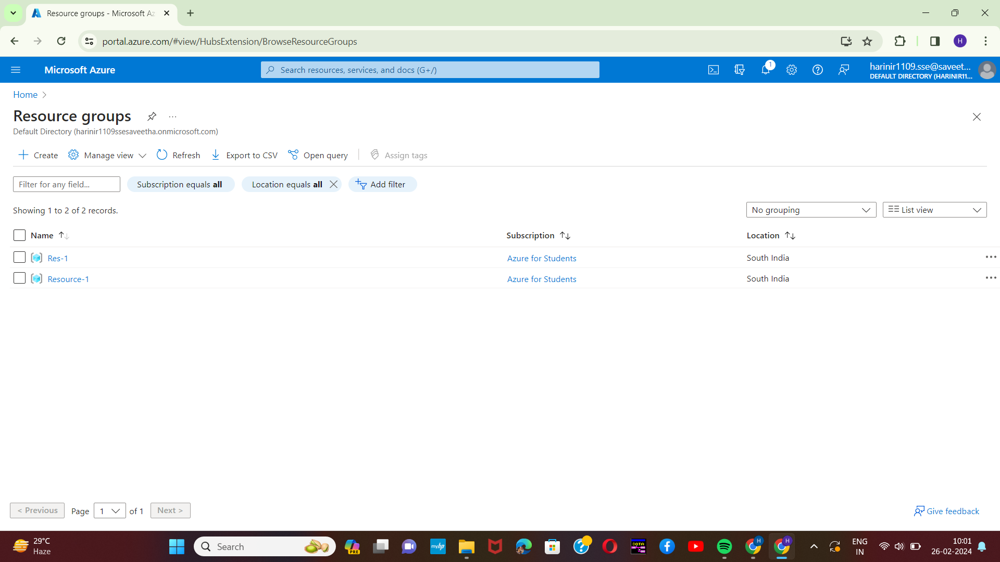 Resource groups - Microsoft Az
portal.azure.com/#view/HubsExtension/BrowseResourceGroups
H
Microsoft Azure
Search resources, services, and docs (G+/)
1
harinir1109.sse@saveet...
DEFAULT DIRECTORY (HARINIR11...
Home
Resource groups
Default Directory (harinir1109ssesaveetha.onmicrosoft.com)
Create
Manage view
Refresh
Export to CSV
Open query
Assign tags
Filter for any field...
Subscription equals all
Location equals all
Add filter
Showing 1 to 2 of 2 records.
No grouping
List view
Name
Subscription
Location
Res-1
Azure for Students
South India
Resource-1
Azure for Students
South India
< Previous
Page
1
of 1
Next >
Give feedback
29°C
Haze
Search
PRE
myhp
DATA
H
H
ENG
IN
10:01
26-02-2024